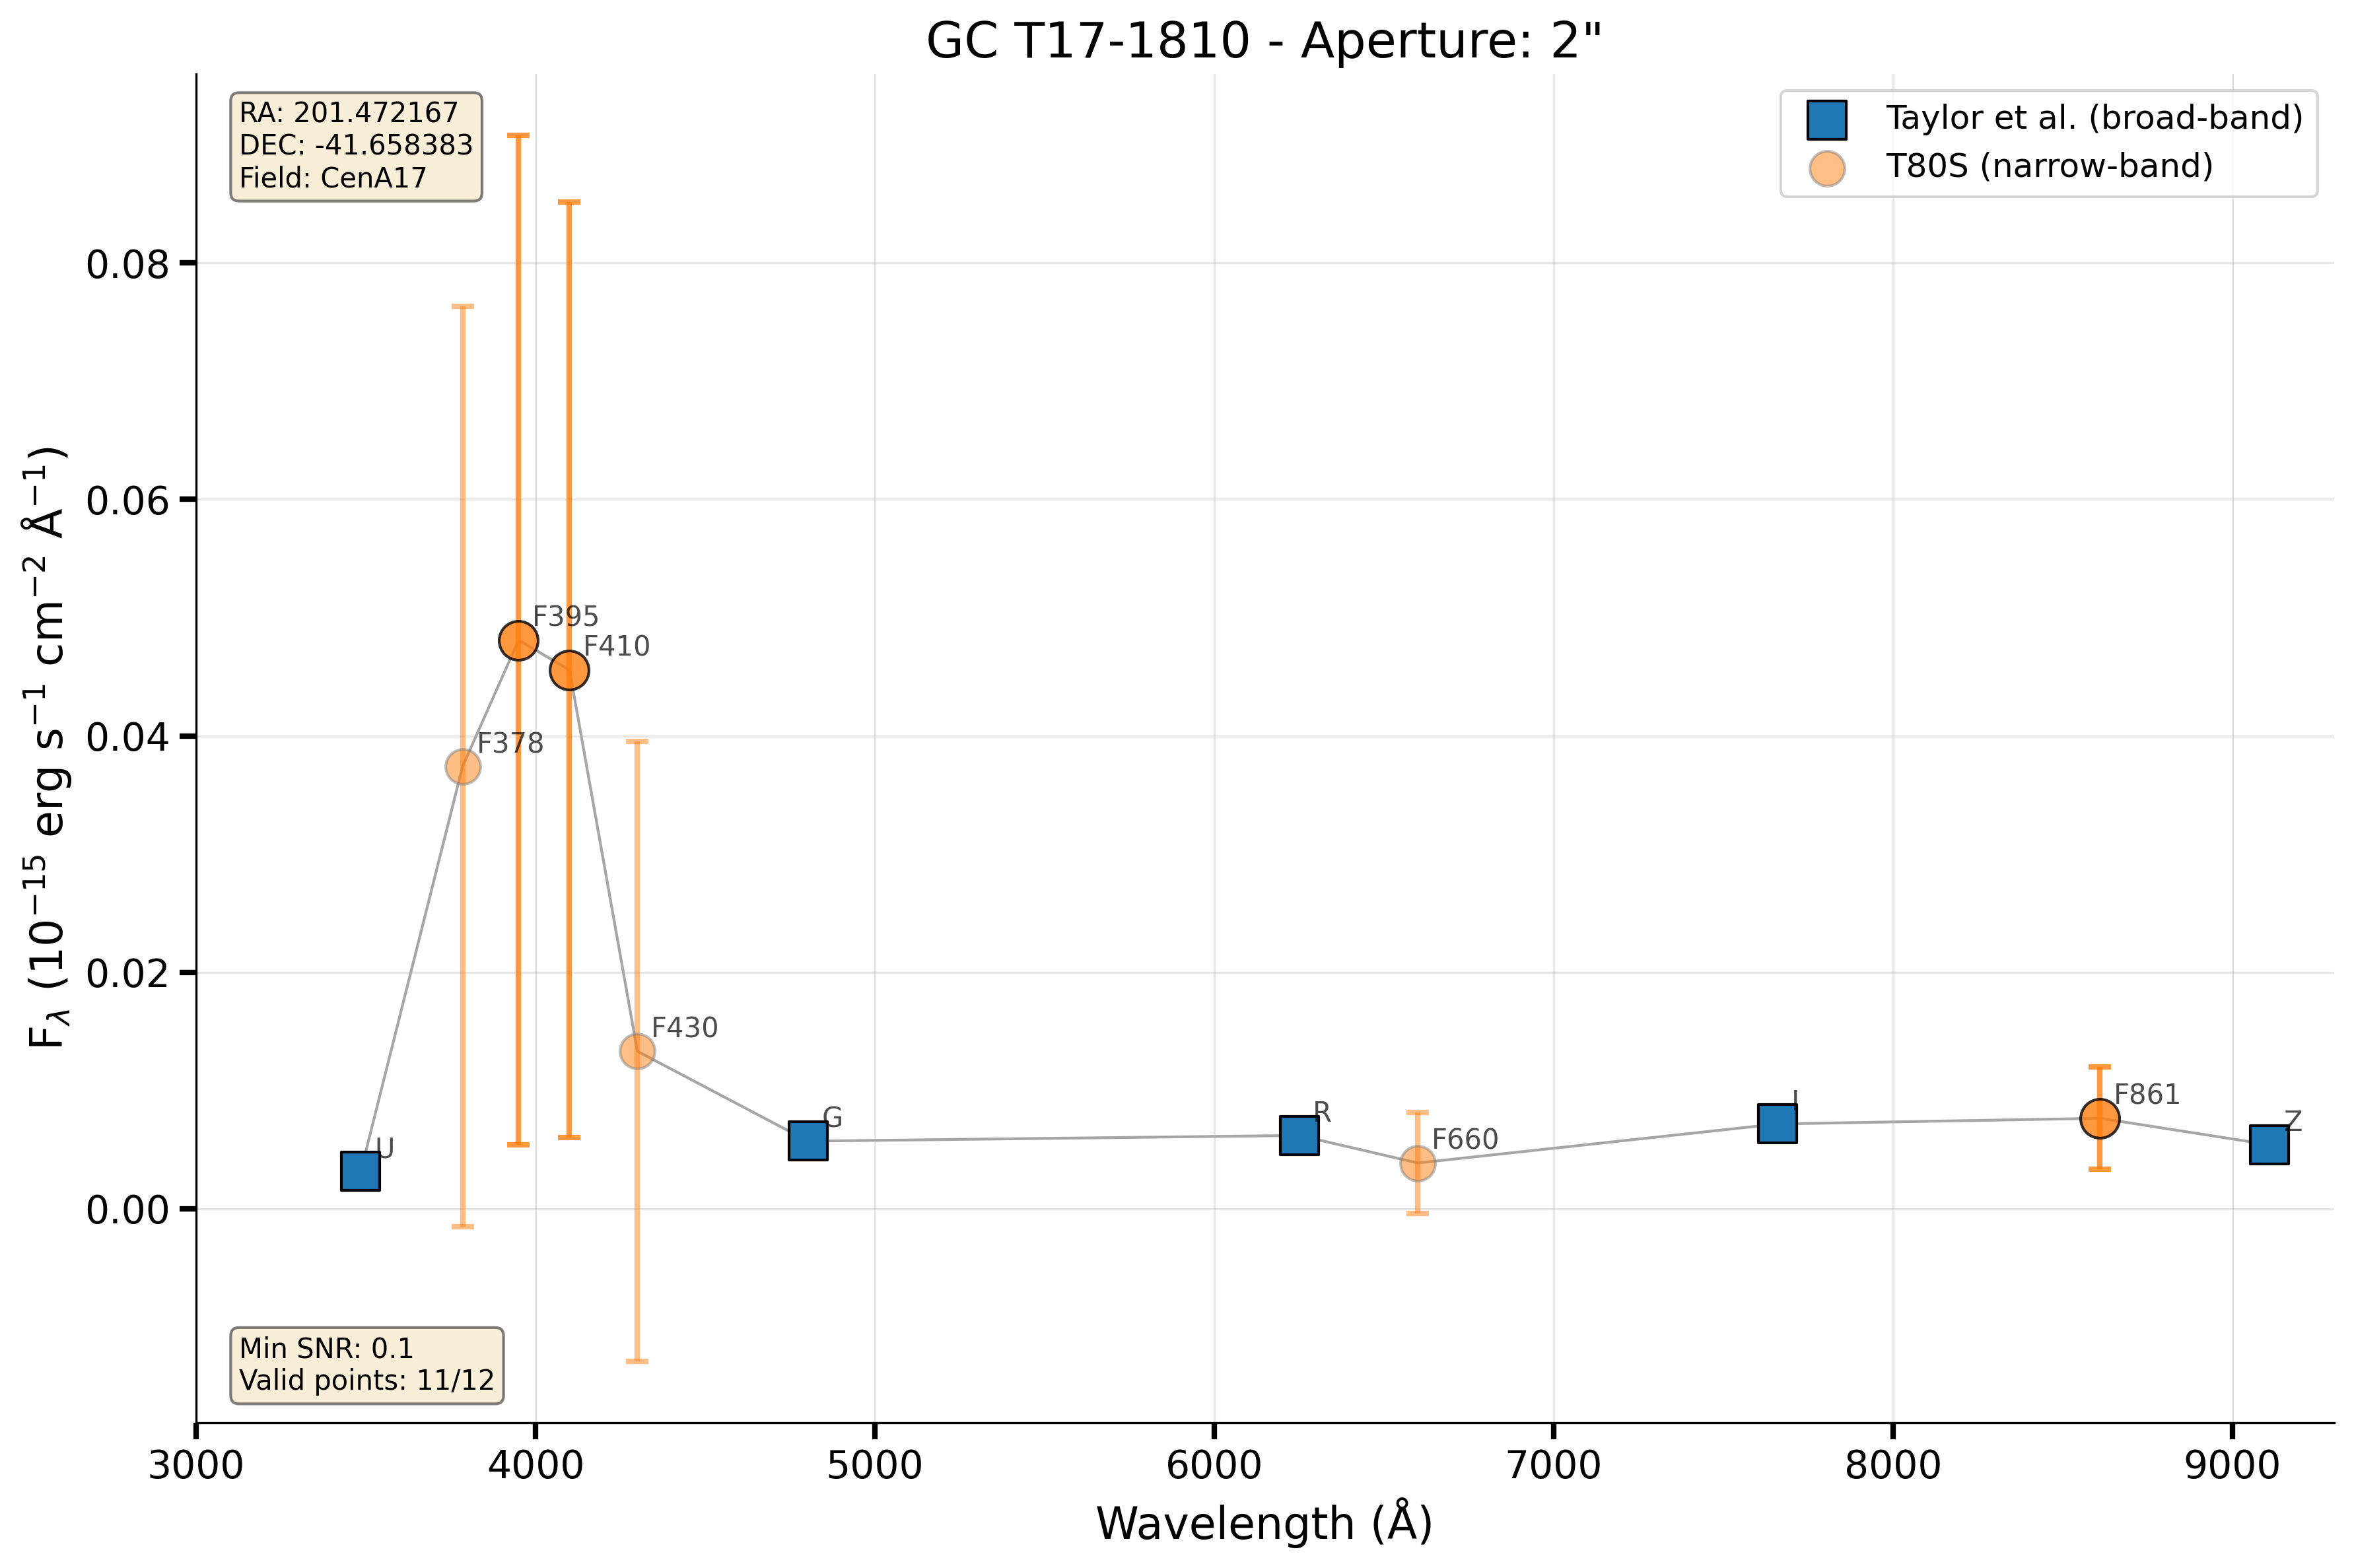 GC T17-1810 - Aperture: 2"
RA: 201.472167
DEC: -41.658383
Field: CenA17
Taylor et al. (broad-band)
T80S (narrow-band)
0.08
0.06
0.04
0.02
0.00
F_λ (10⁻¹⁵ erg s⁻¹ cm⁻² Å⁻¹)
F395
F410
F378
F430
U
G
R
F660
I
F861
Z
Min SNR: 0.1
Valid points: 11/12
3000 4000 5000 6000 7000 8000 9000
Wavelength (Å)